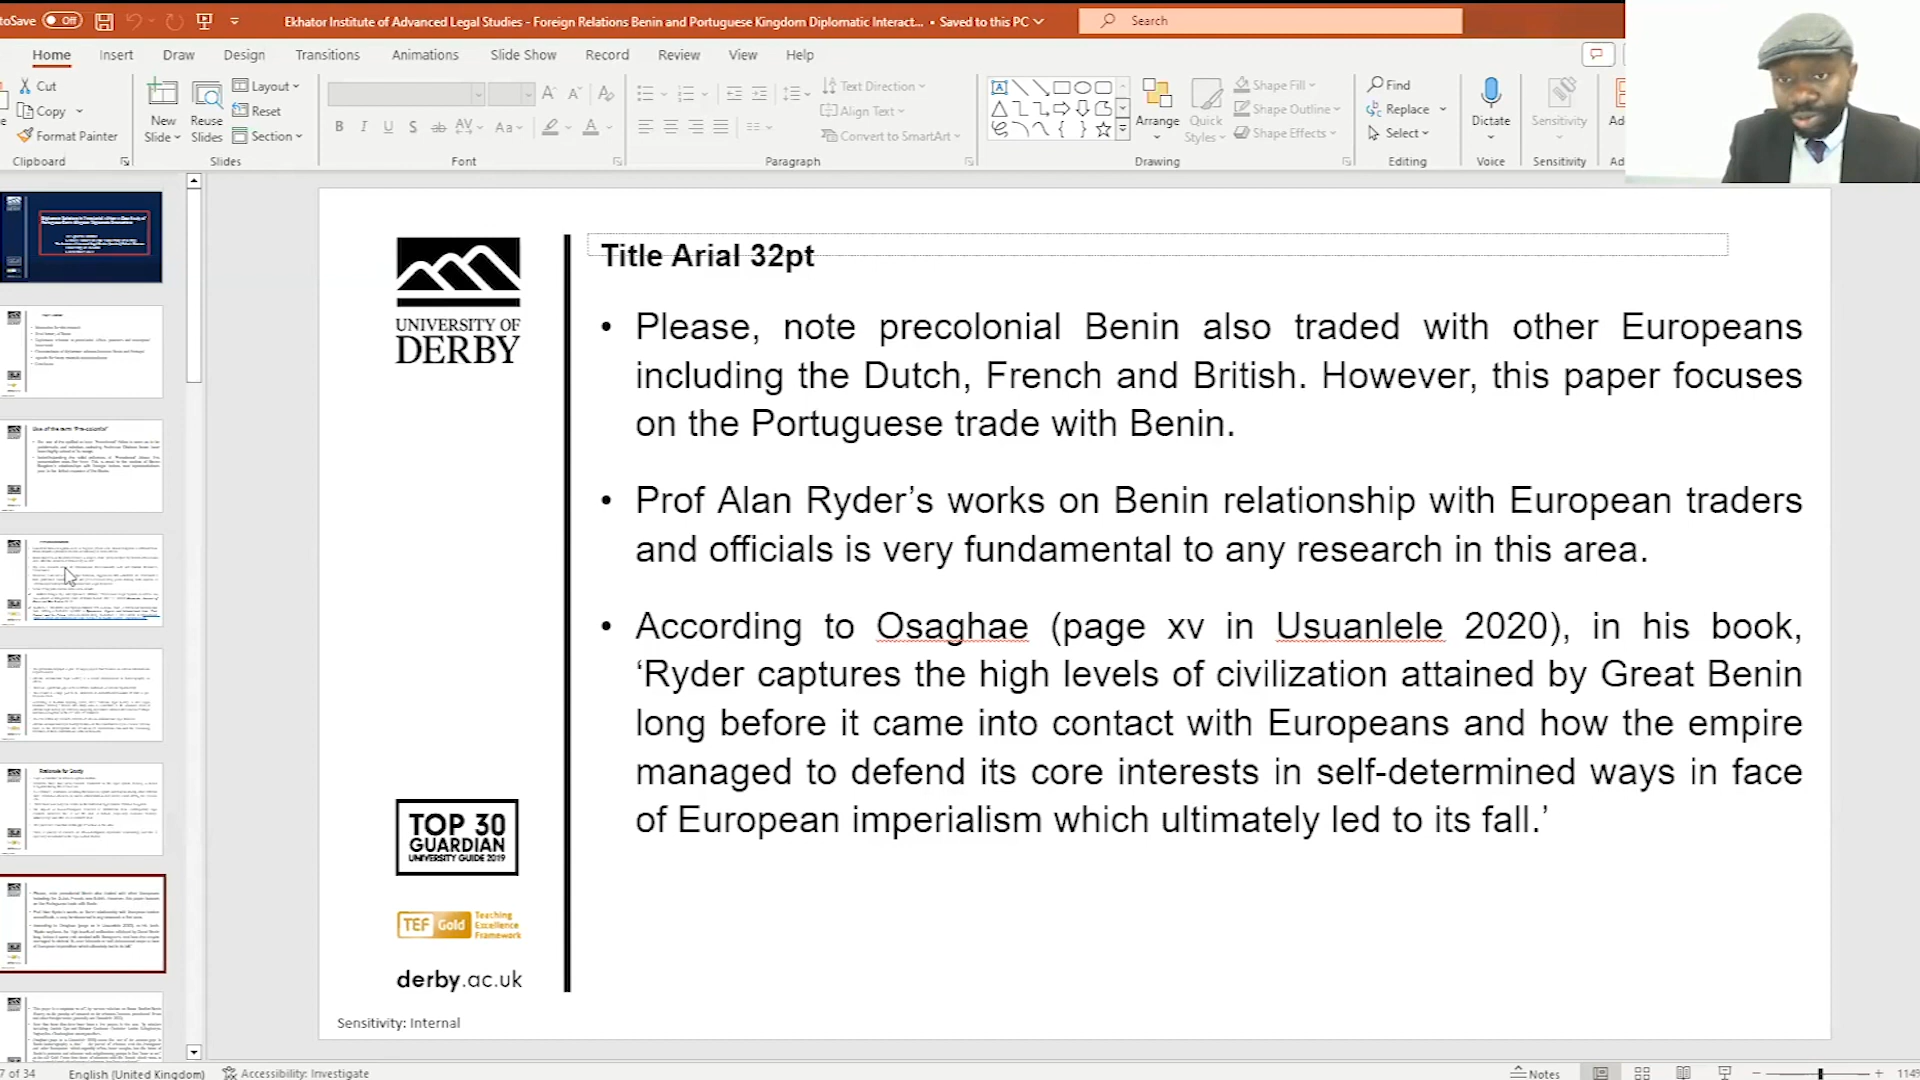 toSave Off Ekhator Institute of Advanced Legal Studies - Foreign Relations Benin and Portuguese Kingdom Diplomatic Interact... • Saved to this PC Search
Home Insert Draw Design Transitions Animations Slide Show Record Review View Help
Cut
Copy
Format Painter
Clipboard
New Slide
Reuse Slides
Layout
Reset
Section
Slides
B I U S ab AV Aa A
Font
Text Direction
Align Text
Convert to SmartArt
Paragraph
Arrange
Quick Styles
Shape Fill
Shape Outline
Shape Effects
Drawing
Find
Replace
Select
Editing
Dictate
Voice
Sensitivity
Sensitivity
UNIVERSITY OF
DERBY
Title Arial 32pt
• Please, note precolonial Benin also traded with other Europeans
including the Dutch, French and British. However, this paper focuses
on the Portuguese trade with Benin.
• Prof Alan Ryder’s works on Benin relationship with European traders
and officials is very fundamental to any research in this area.
• According to Osaghae (page xv in Usuanlele 2020), in his book,
‘Ryder captures the high levels of civilization attained by Great Benin
long before it came into contact with Europeans and how the empire
managed to defend its core interests in self-determined ways in face
of European imperialism which ultimately led to its fall.’
TOP 30
GUARDIAN
UNIVERSITY GUIDE 2019
TEF Gold Teaching
Excellence
Framework
derby.ac.uk
Sensitivity: Internal
7 of 34 English (United Kingdom) Accessibility: Investigate Notes